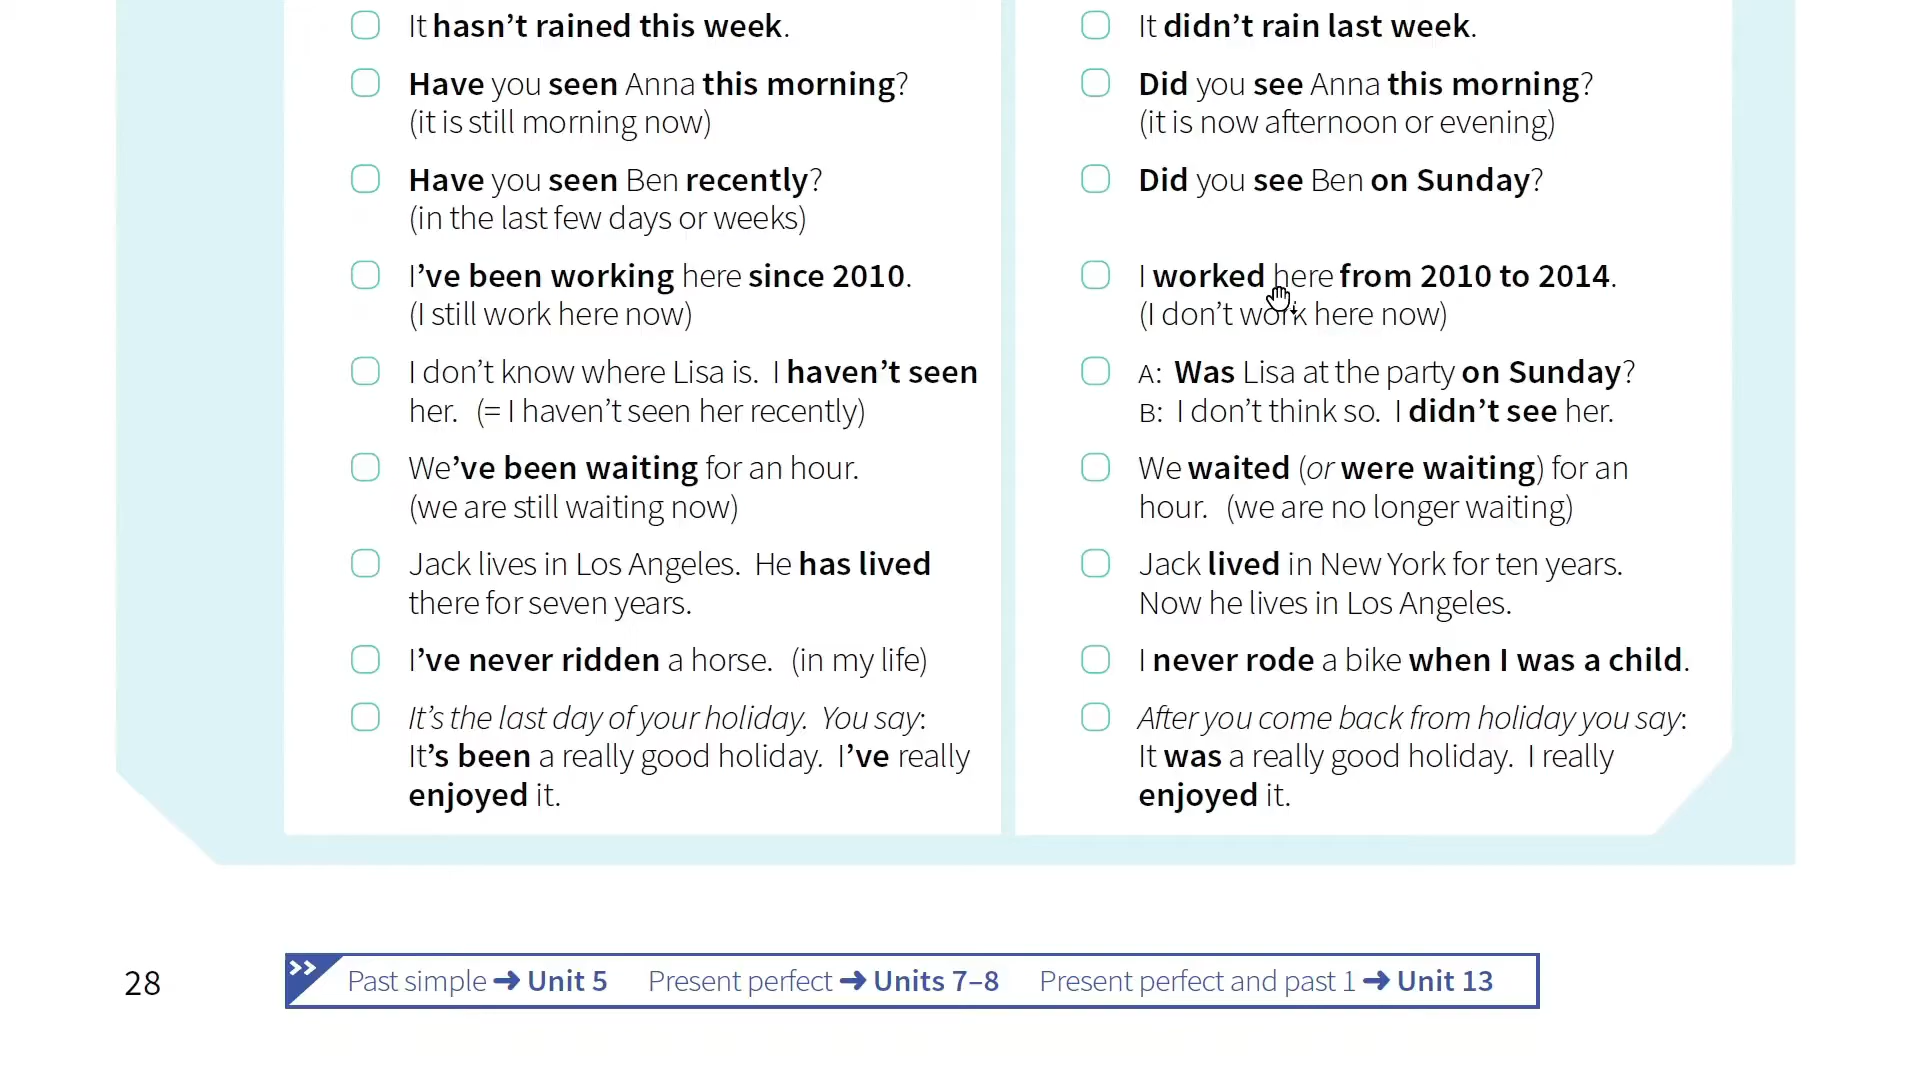 It hasn’t rained this week.
Have you seen Anna this morning?
(it is still morning now)
Have you seen Ben recently?
(in the last few days or weeks)
I’ve been working here since 2010.
(I still work here now)
I don’t know where Lisa is. I haven’t seen
her. (= I haven’t seen her recently)
We’ve been waiting for an hour.
(we are still waiting now)
Jack lives in Los Angeles. He has lived
there for seven years.
I’ve never ridden a horse. (in my life)
It’s the last day of your holiday. You say:
It’s been a really good holiday. I’ve really
enjoyed it.
It didn’t rain last week.
Did you see Anna this morning?
(it is now afternoon or evening)
Did you see Ben on Sunday?
I worked here from 2010 to 2014.
(I don’t work here now)
A: Was Lisa at the party on Sunday?
B: I don’t think so. I didn’t see her.
We waited (or were waiting) for an
hour. (we are no longer waiting)
Jack lived in New York for ten years.
Now he lives in Los Angeles.
I never rode a bike when I was a child.
After you come back from holiday you say:
It was a really good holiday. I really
enjoyed it.
28
Past simple ➜ Unit 5 Present perfect ➜ Units 7–8 Present perfect and past 1 ➜ Unit 13